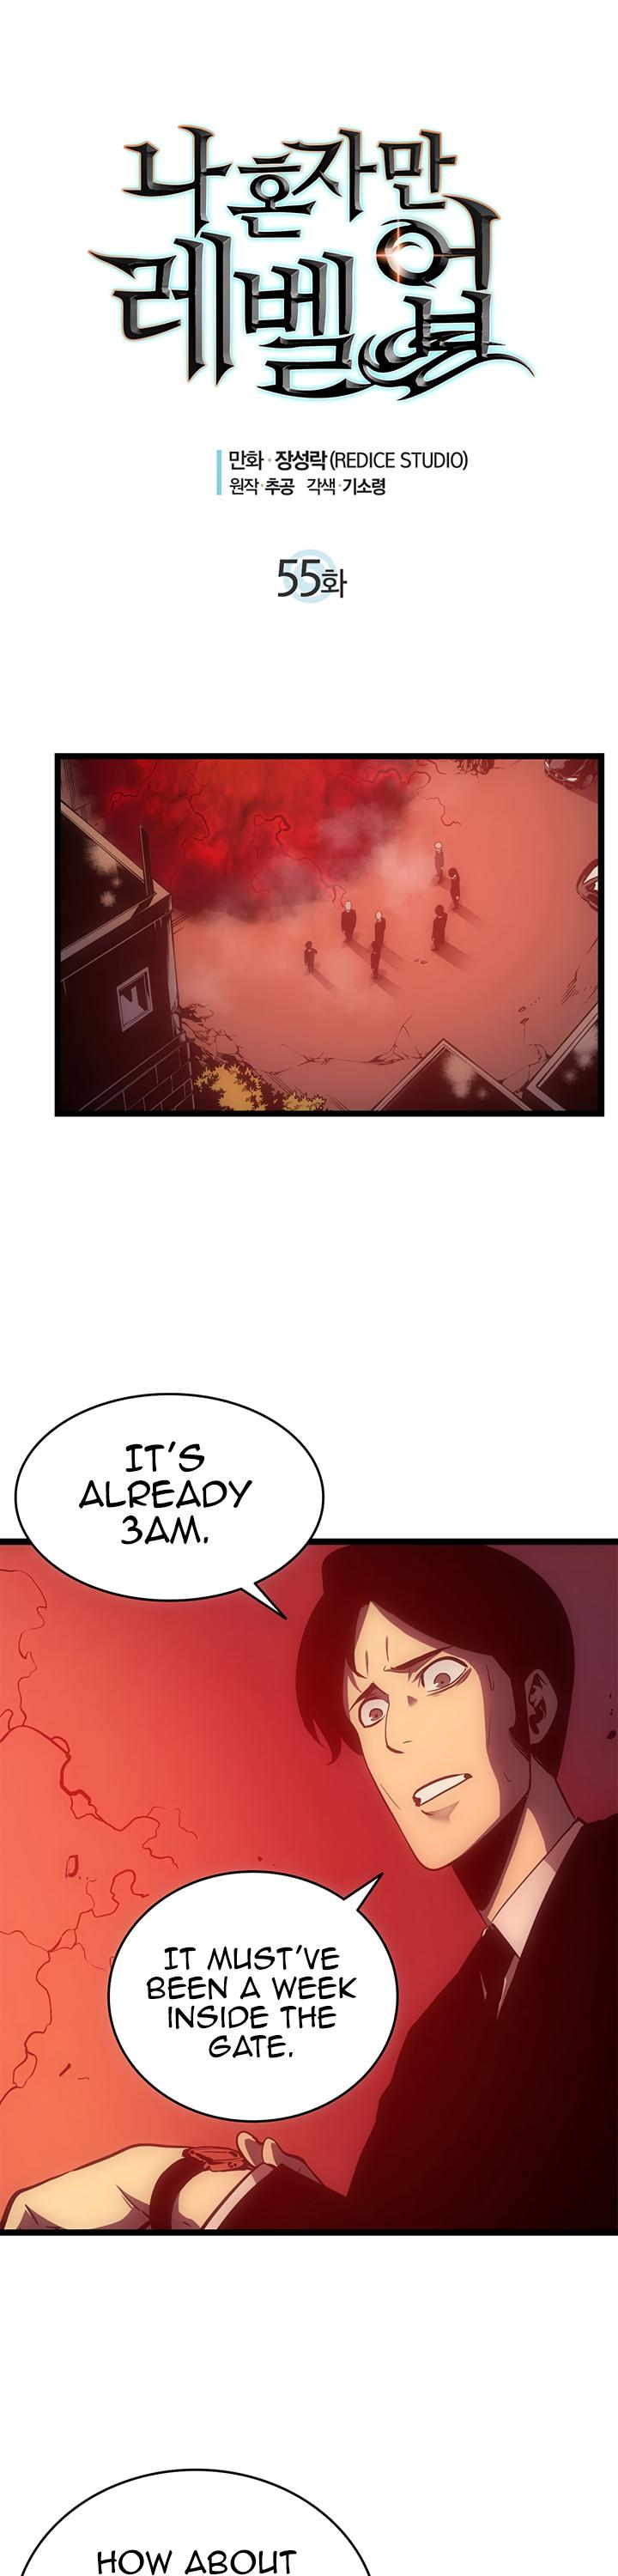 나 혼자만
레벨업
만화·장성락(REDICE STUDIO)
원작·추공 각색·기소령
55화
IT'S
ALREADY
3AM.
IT MUST'VE
BEEN A WEEK
INSIDE THE
GATE.
HOW ABOUT